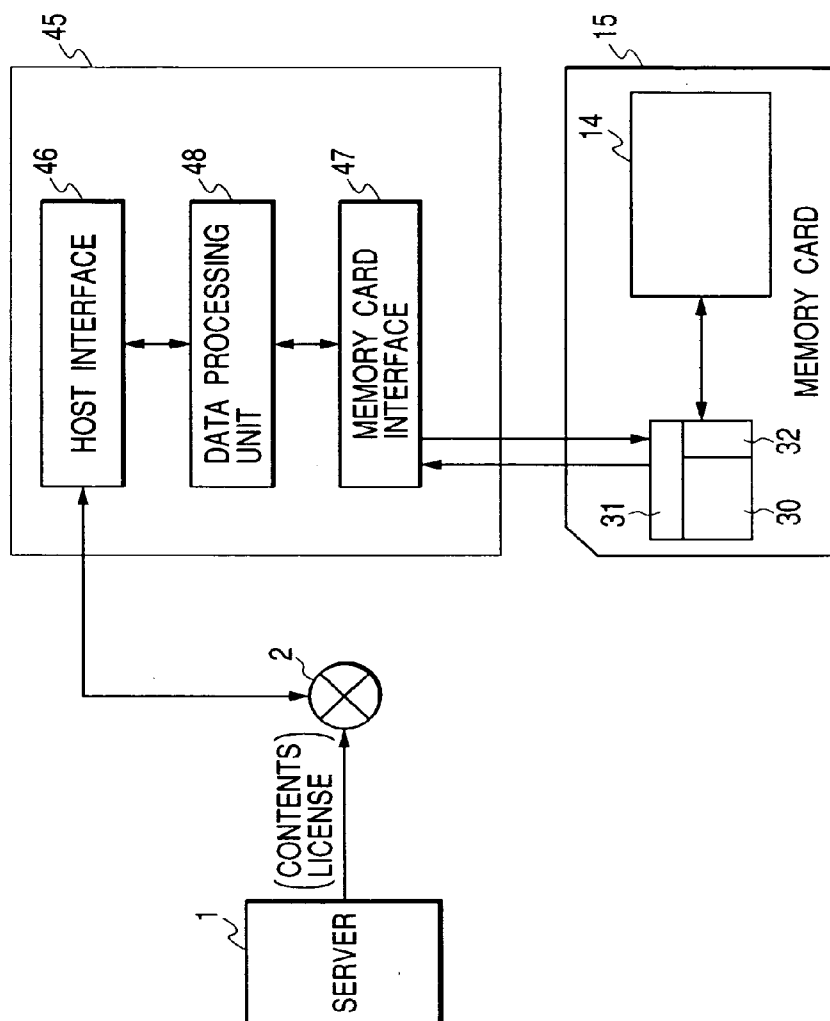 1
SERVER
(CONTENTS)
(LICENSE)
2
45
46
HOST INTERFACE
48
DATA PROCESSING
UNIT
47
MEMORY CARD
INTERFACE
15
14
31
30
32
MEMORY CARD